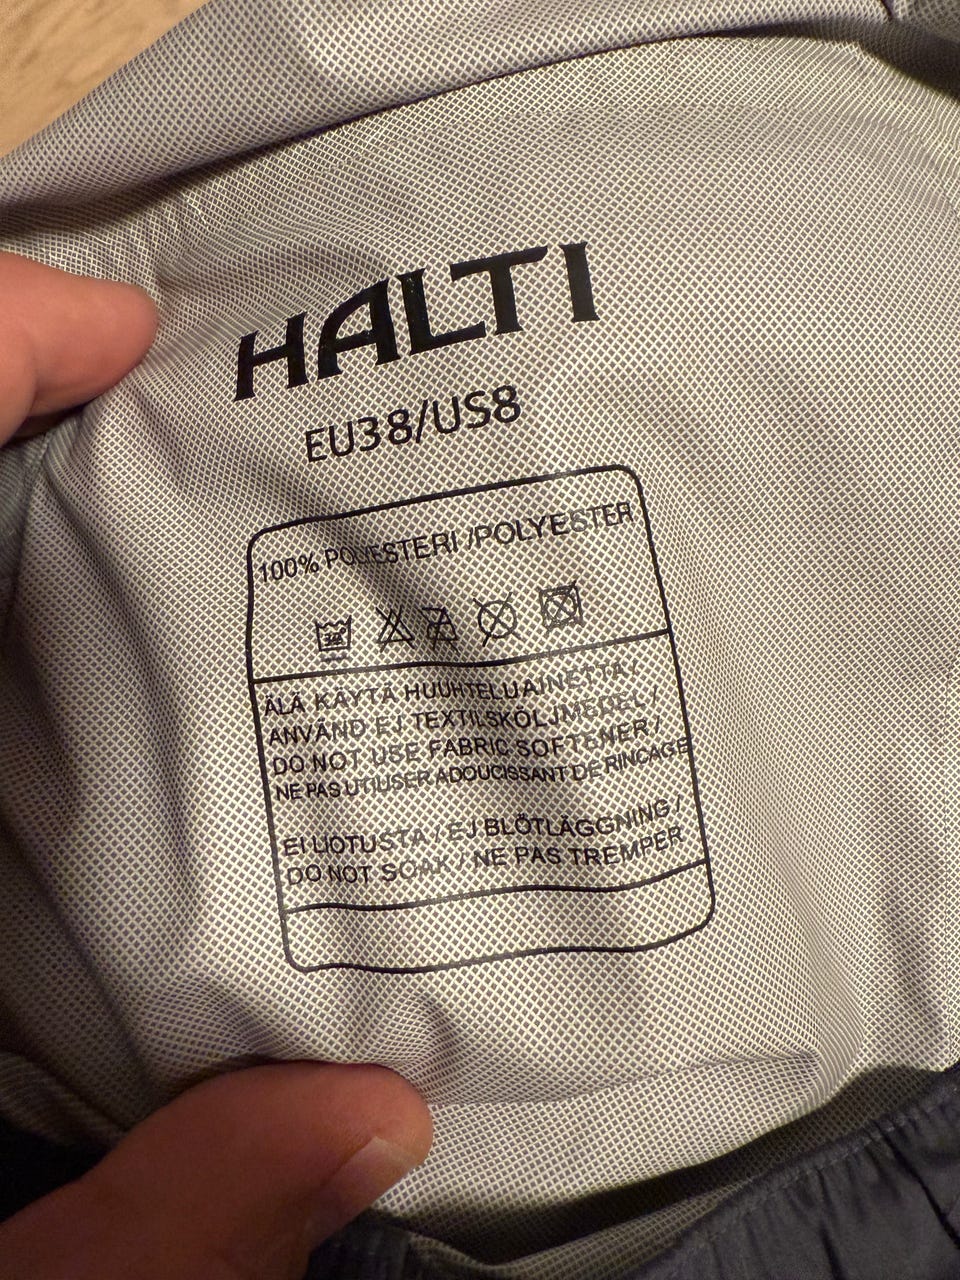 HALTI
EU38/US8
100% POLYESTERI /POLYESTER
30
ÄLÄ KÄYTÄ HUUHTELUAINETTA /
ANVÄND EJ TEXTILSKÖLJMEDEL /
DO NOT USE FABRIC SOFTENER /
NE PAS UTILISER ADOUCISSANT DE RINCAGE
EI LIOTUSTA / EJ BLÖTLÄGGNING /
DO NOT SOAK / NE PAS TREMPER